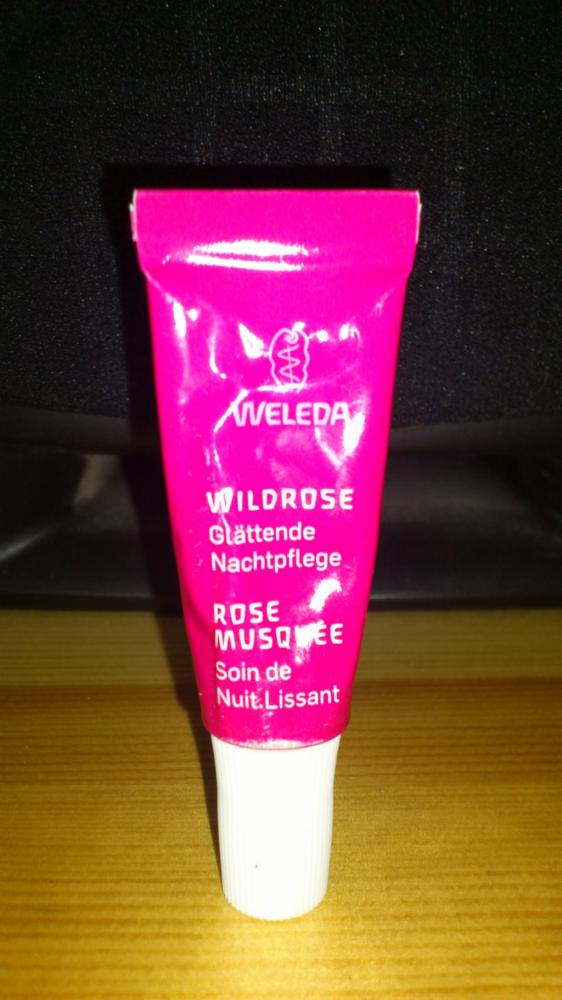 WELEDA
WILDROSE
Glättende
Nachtpflege
ROSE
MUSQUÉE
Soin de
Nuit Lissant